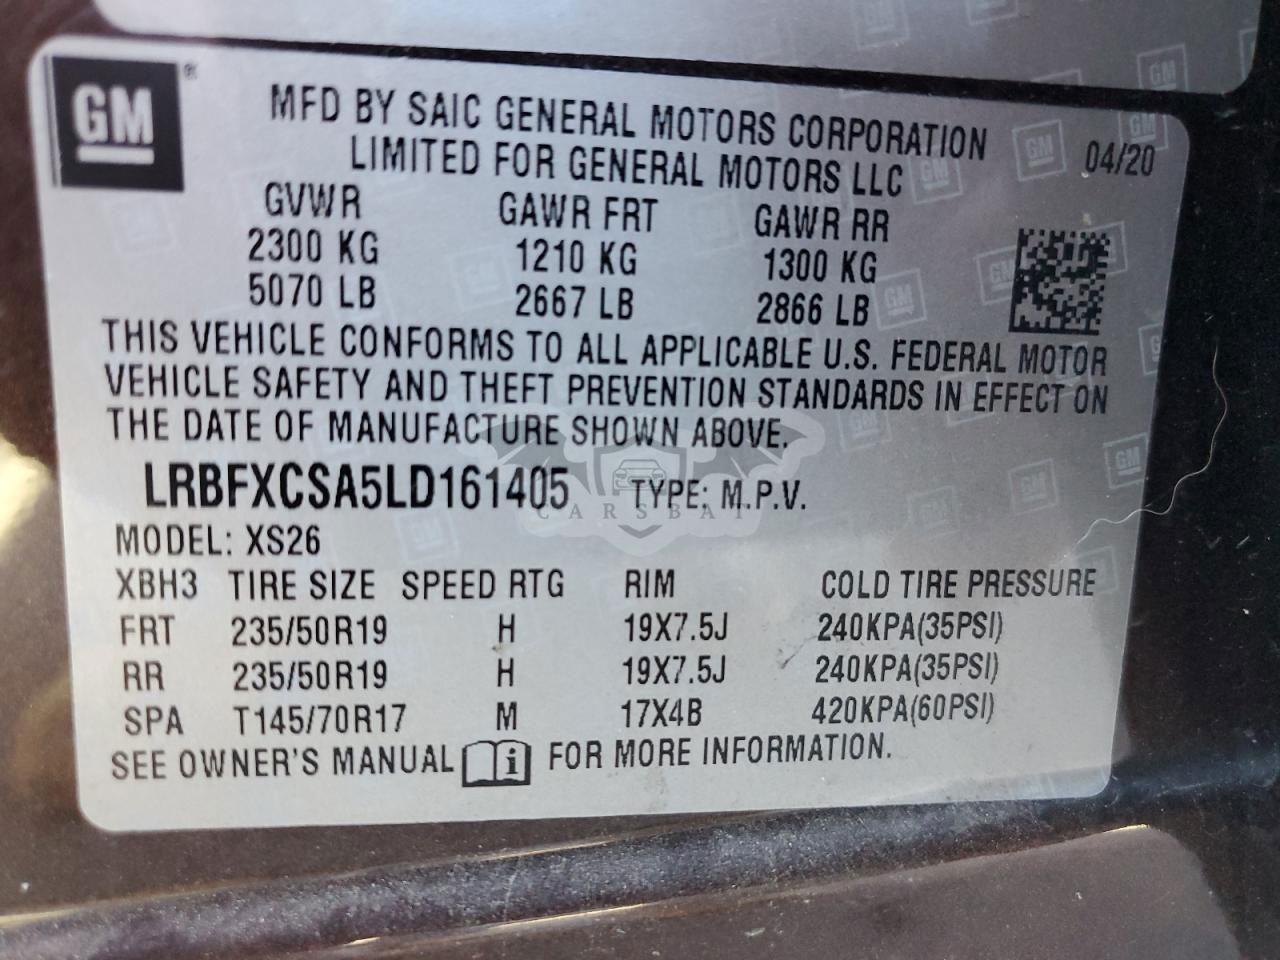 GM
MFD BY SAIC GENERAL MOTORS CORPORATION
LIMITED FOR GENERAL MOTORS LLC
04/20
GVWR GAWR FRT GAWR RR
2300 KG 1210 KG 1300 KG
5070 LB 2667 LB 2866 LB
THIS VEHICLE CONFORMS TO ALL APPLICABLE U.S. FEDERAL MOTOR
VEHICLE SAFETY AND THEFT PREVENTION STANDARDS IN EFFECT ON
THE DATE OF MANUFACTURE SHOWN ABOVE.
LRBFXCSA5LD161405 TYPE: M.P.V.
CARSBAT
MODEL: XS26
XBH3 TIRE SIZE SPEED RTG RIM COLD TIRE PRESSURE
FRT 235/50R19 H 19X7.5J 240KPA(35PSI)
RR 235/50R19 H 19X7.5J 240KPA(35PSI)
SPA T145/70R17 M 17X4B 420KPA(60PSI)
SEE OWNER'S MANUAL i FOR MORE INFORMATION.